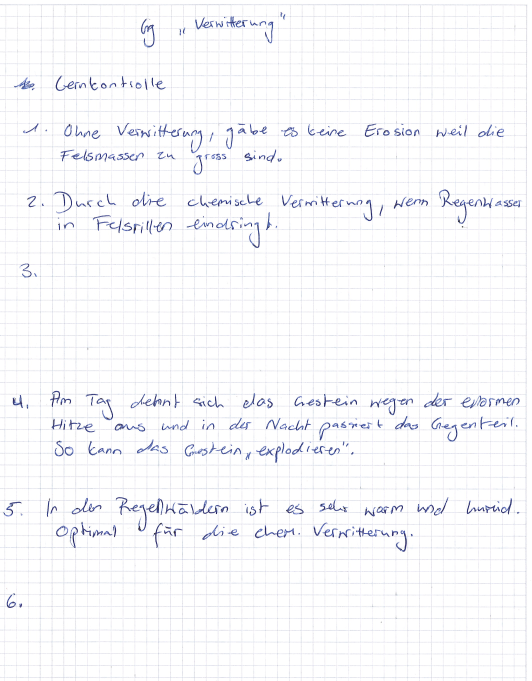 Gg „Verwitterung"
Lernkontrolle
1. Ohne Verwitterung, gäbe es keine Erosion weil die
Felsmassen zu gross sind.
2. Durch die chemische Verwitterung, wenn Regenwasser
in Felsrillen eindringt.
3.
4. Am Tag dehnt sich das Gestein wegen der enormen
Hitze aus und in der Nacht passiert das Gegenteil.
So kann das Gestein „explodieren".
5. In den Regenwäldern ist es sehr warm und humid.
Optimal für die chem. Verwitterung.
6.